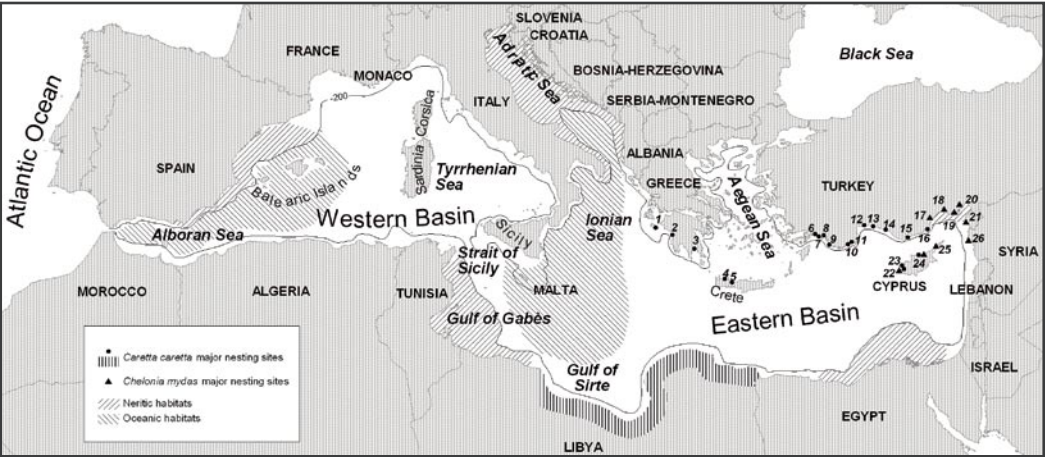 SLOVENIA
CROATIA
FRANCE
MONACO
Adriatic Sea
BOSNIA-HERZEGOVINA
Black Sea
ITALY
SERBIA-MONTENEGRO
200
Atlantic Ocean
SPAIN
Corsica
Sardinia
Tyrrhenian
Sea
ALBANIA
GREECE
Aegean Sea
TURKEY
Balearic Islands
Western Basin
Alboran Sea
Sicily
Strait of
Sicily
Ionian
Sea
1
2
3
4
5
6
7
8
9
10
11
12
13
14
15
16
17
18
19
20
21
22
23
24
25
26
MOROCCO
ALGERIA
TUNISIA
MALTA
Crete
CYPRUS
SYRIA
LEBANON
Gulf of Gabès
Eastern Basin
Gulf of
Sirte
ISRAEL
EGYPT
LIBYA
Caretta caretta major nesting sites
Chelonia mydas major nesting sites
Neritic habitats
Oceanic habitats